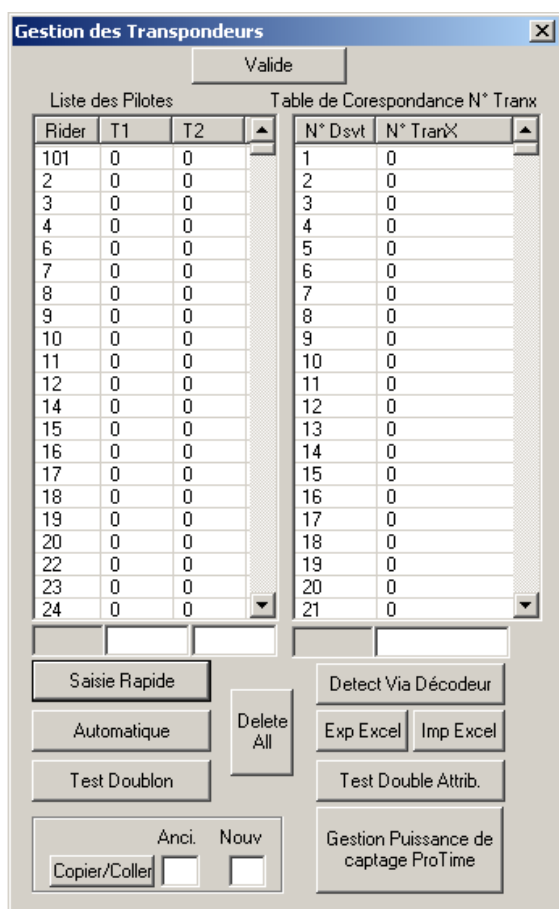 Gestion des Transpondeurs
Valide
Liste des Pilotes Table de Corespondance N° Tranx
Rider T1 T2 N° Dsvt N° TranX
101 0 0 1 0
2 0 0 2 0
3 0 0 3 0
4 0 0 4 0
6 0 0 5 0
7 0 0 6 0
8 0 0 7 0
9 0 0 8 0
10 0 0 9 0
11 0 0 10 0
12 0 0 11 0
14 0 0 12 0
15 0 0 13 0
16 0 0 14 0
17 0 0 15 0
18 0 0 16 0
19 0 0 17 0
20 0 0 18 0
22 0 0 19 0
23 0 0 20 0
24 0 0 21 0
Saisie Rapide
Detect Via Décodeur
Automatique
Delete
All
Exp Excel Imp Excel
Test Doublon
Test Double Attrib.
Anci. Nouv
Copier/Coller
Gestion Puissance de
captage ProTime